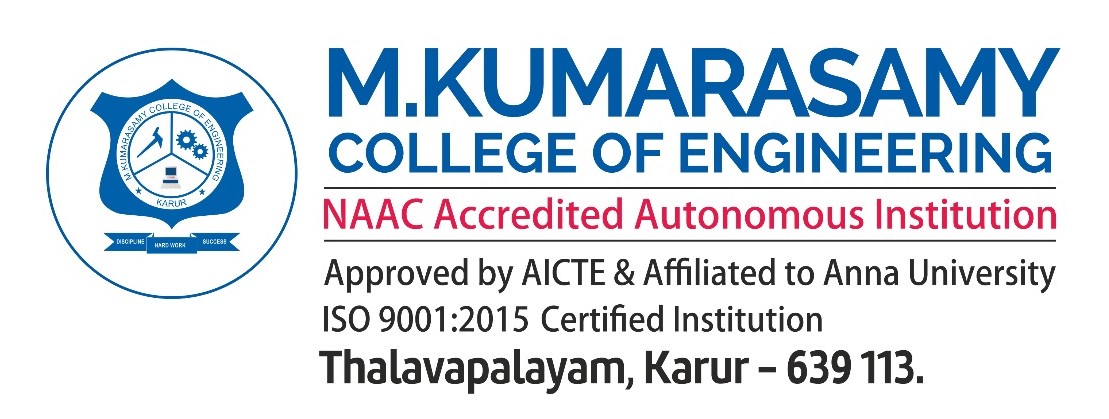 M.KUMARASAMY COLLEGE OF ENGINEERING
KARUR
DISCIPLINE HARD WORK SUCCESS
M.KUMARASAMY
COLLEGE OF ENGINEERING
NAAC Accredited Autonomous Institution
Approved by AICTE & Affiliated to Anna University
ISO 9001:2015 Certified Institution
Thalavapalayam, Karur – 639 113.